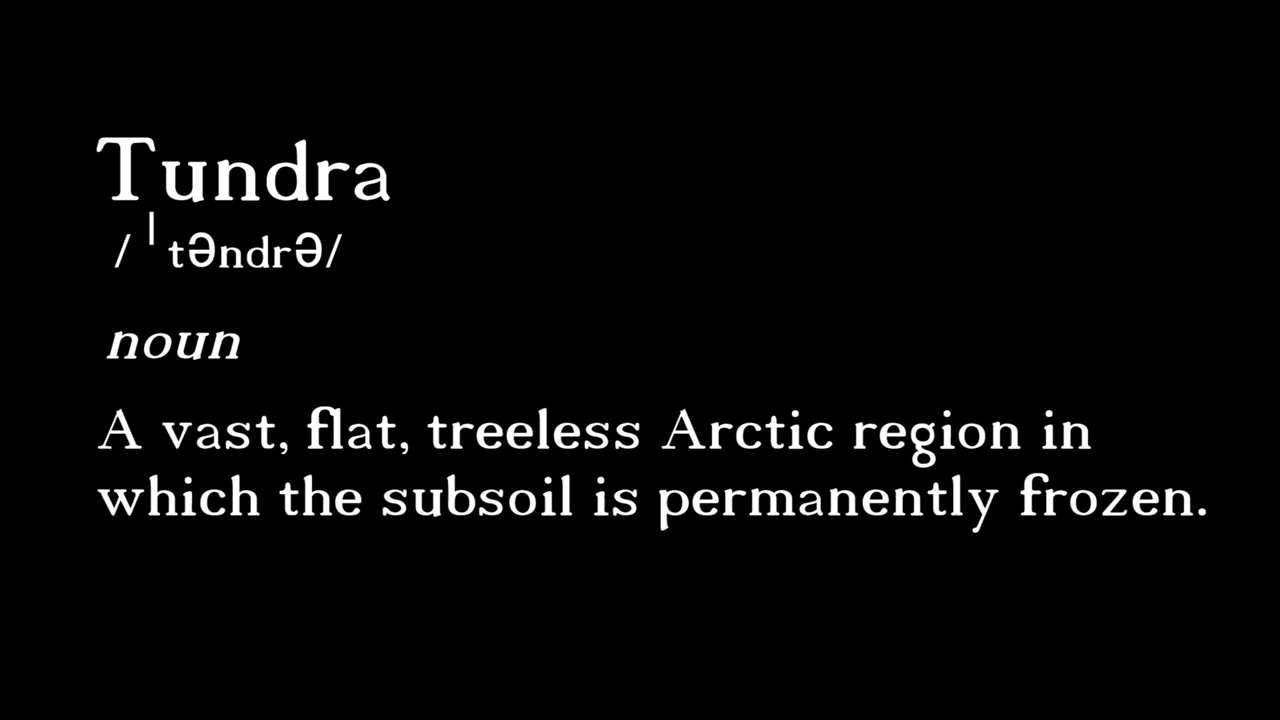 Tundra
/ˈtəndrə/
noun
A vast, flat, treeless Arctic region in
which the subsoil is permanently frozen.